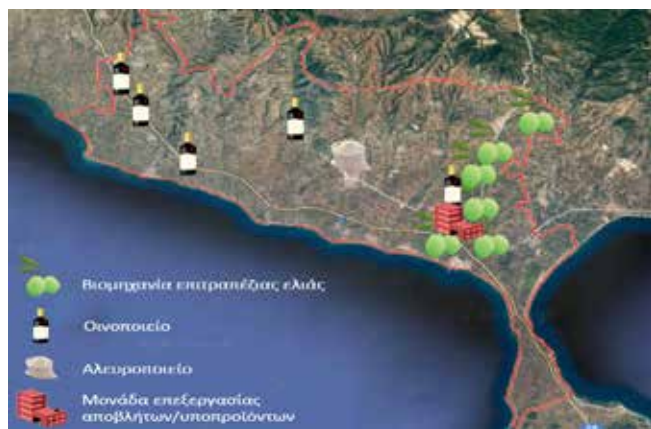 Βιομηχανία επιτραπέζιας ελιάς
Οινοποιείο
Αλευροποιείο
Μονάδα επεξεργασίας
αποβλήτων/υποπροϊόντων